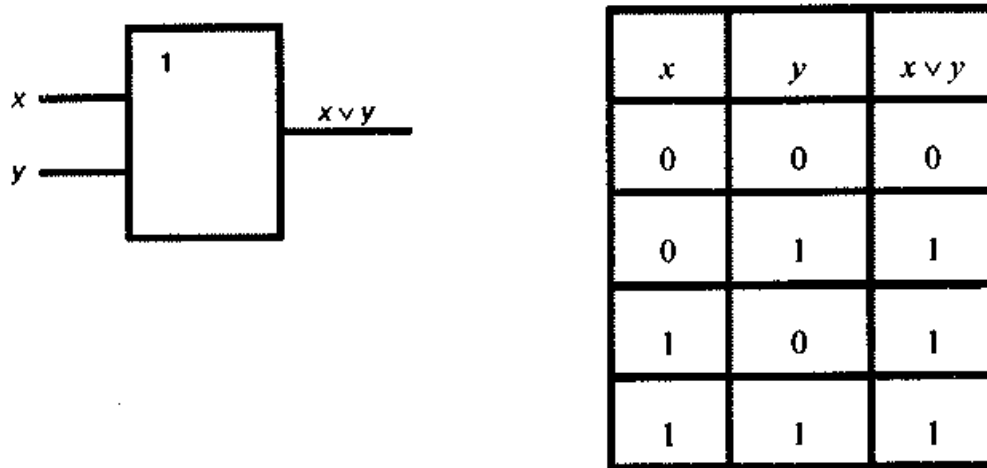 1
x
x ∨ y
y
x y x ∨ y
0 0 0
0 1 1
1 0 1
1 1 1